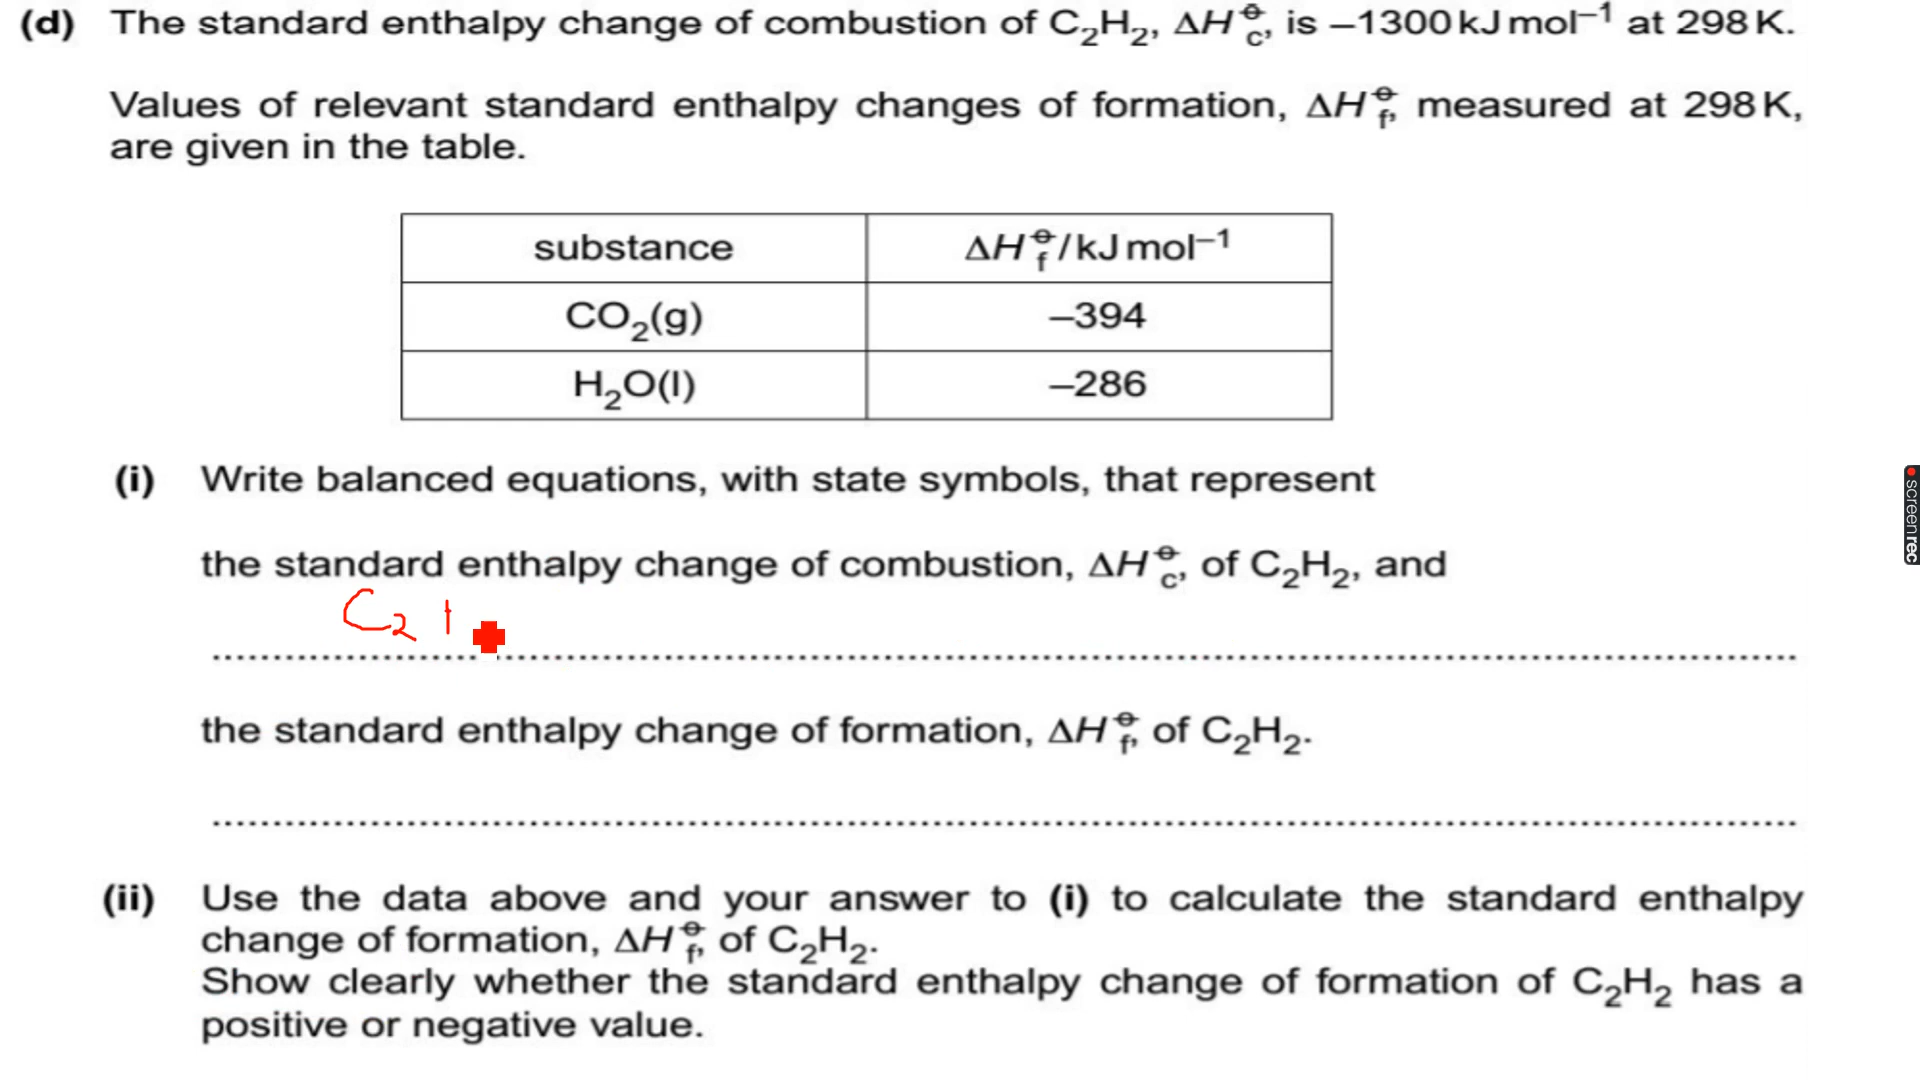 (d) The standard enthalpy change of combustion of C₂H₂, ΔH⦵c, is –1300 kJ mol⁻¹ at 298 K.
Values of relevant standard enthalpy changes of formation, ΔH⦵f, measured at 298 K,
are given in the table.
substance ΔH⦵f/kJ mol⁻¹
CO₂(g) –394
H₂O(l) –286
(i) Write balanced equations, with state symbols, that represent
the standard enthalpy change of combustion, ΔH⦵c, of C₂H₂, and
C₂
the standard enthalpy change of formation, ΔH⦵f, of C₂H₂.
(ii) Use the data above and your answer to (i) to calculate the standard enthalpy
change of formation, ΔH⦵f, of C₂H₂.
Show clearly whether the standard enthalpy change of formation of C₂H₂ has a
positive or negative value.
screenrec